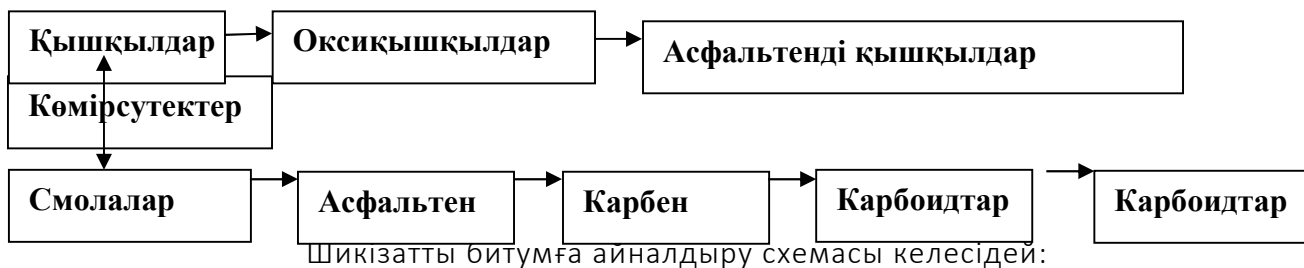 Қышқылдар Оксиқышқылдар Асфальтенді қышқылдар
Көмірсутектер
Смолалар Асфальтен Карбен Карбоидтар Карбоидтар
Шикізатты битумға айналдыру схемасы келесідей: